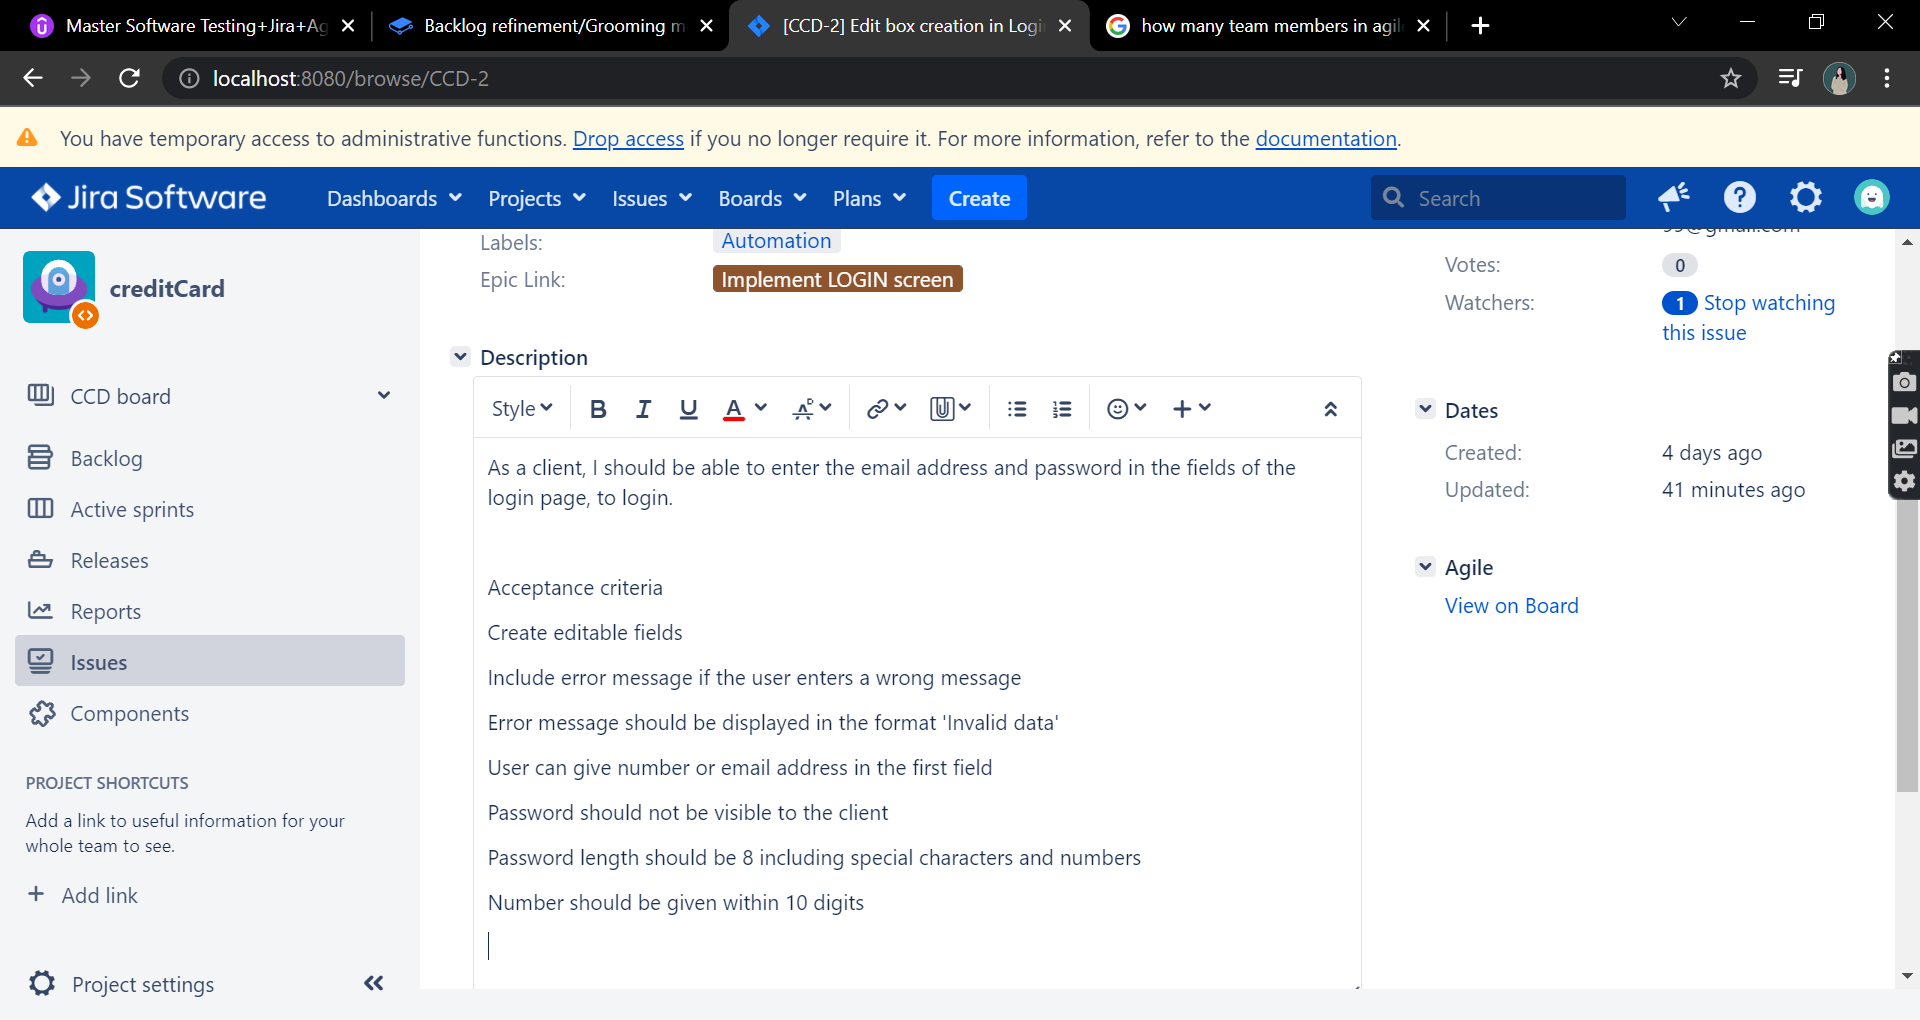 Master Software Testing+Jira+Ag
Backlog refinement/Grooming m
[CCD-2] Edit box creation in Logi
how many team members in agil
localhost:8080/browse/CCD-2
You have temporary access to administrative functions. Drop access if you no longer require it. For more information, refer to the documentation.
Jira Software
Dashboards
Projects
Issues
Boards
Plans
Create
Search
creditCard
CCD board
Backlog
Active sprints
Releases
Reports
Issues
Components
PROJECT SHORTCUTS
Add a link to useful information for your
whole team to see.
+ Add link
Project settings
Labels:
Automation
Epic Link:
Implement LOGIN screen
Description
Style
As a client, I should be able to enter the email address and password in the fields of the
login page, to login.
Acceptance criteria
Create editable fields
Include error message if the user enters a wrong message
Error message should be displayed in the format 'Invalid data'
User can give number or email address in the first field
Password should not be visible to the client
Password length should be 8 including special characters and numbers
Number should be given within 10 digits
Votes:
0
Watchers:
1 Stop watching
this issue
Dates
Created:
4 days ago
Updated:
41 minutes ago
Agile
View on Board